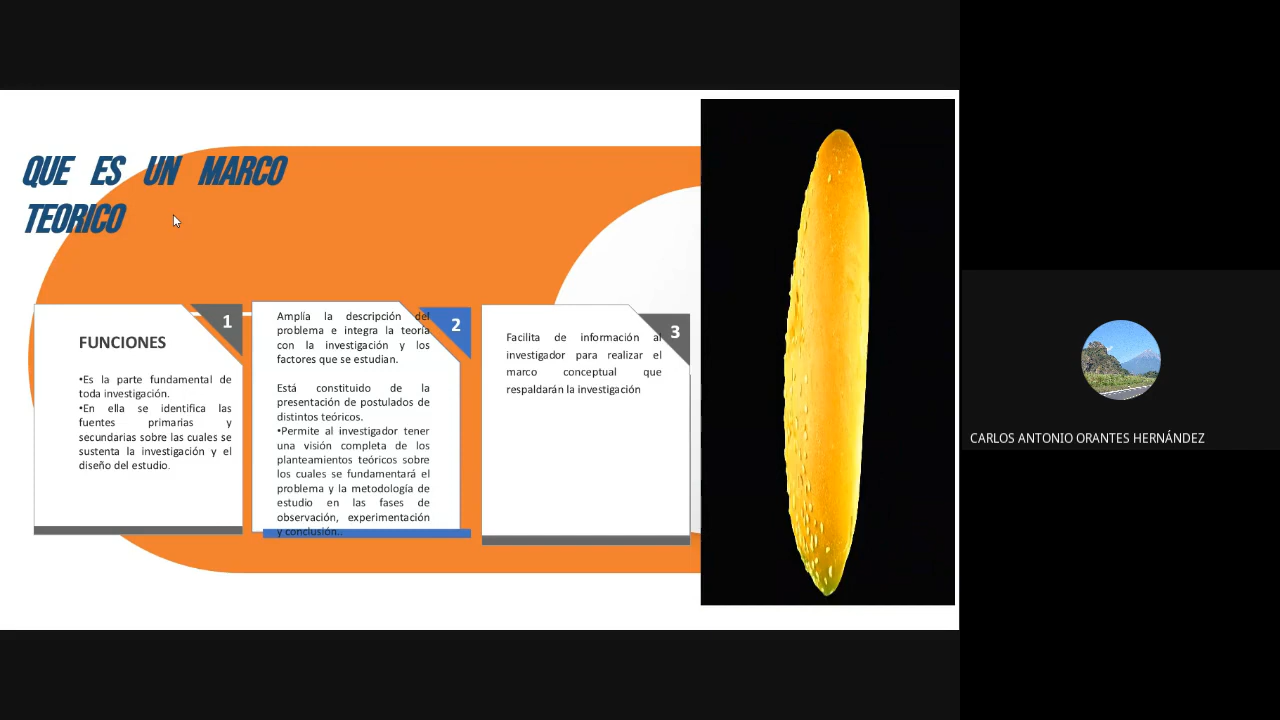 QUE ES UN MARCO
TEORICO
1
FUNCIONES
•Es la parte fundamental de
toda investigación.
•En ella se identifica las
fuentes primarias y
secundarias sobre las cuales se
sustenta la investigación y el
diseño del estudio.
2
Amplía la descripción del
problema e integra la teoría
con la investigación y los
factores que se estudian.
Está constituido de la
presentación de postulados de
distintos teóricos.
•Permite al investigador tener
una visión completa de los
planteamientos teóricos sobre
los cuales se fundamentará el
problema y la metodología de
estudio en las fases de
observación, experimentación
y conclusión..
3
Facilita de información al
investigador para realizar el
marco conceptual que
respaldarán la investigación
CARLOS ANTONIO ORANTES HERNÁNDEZ